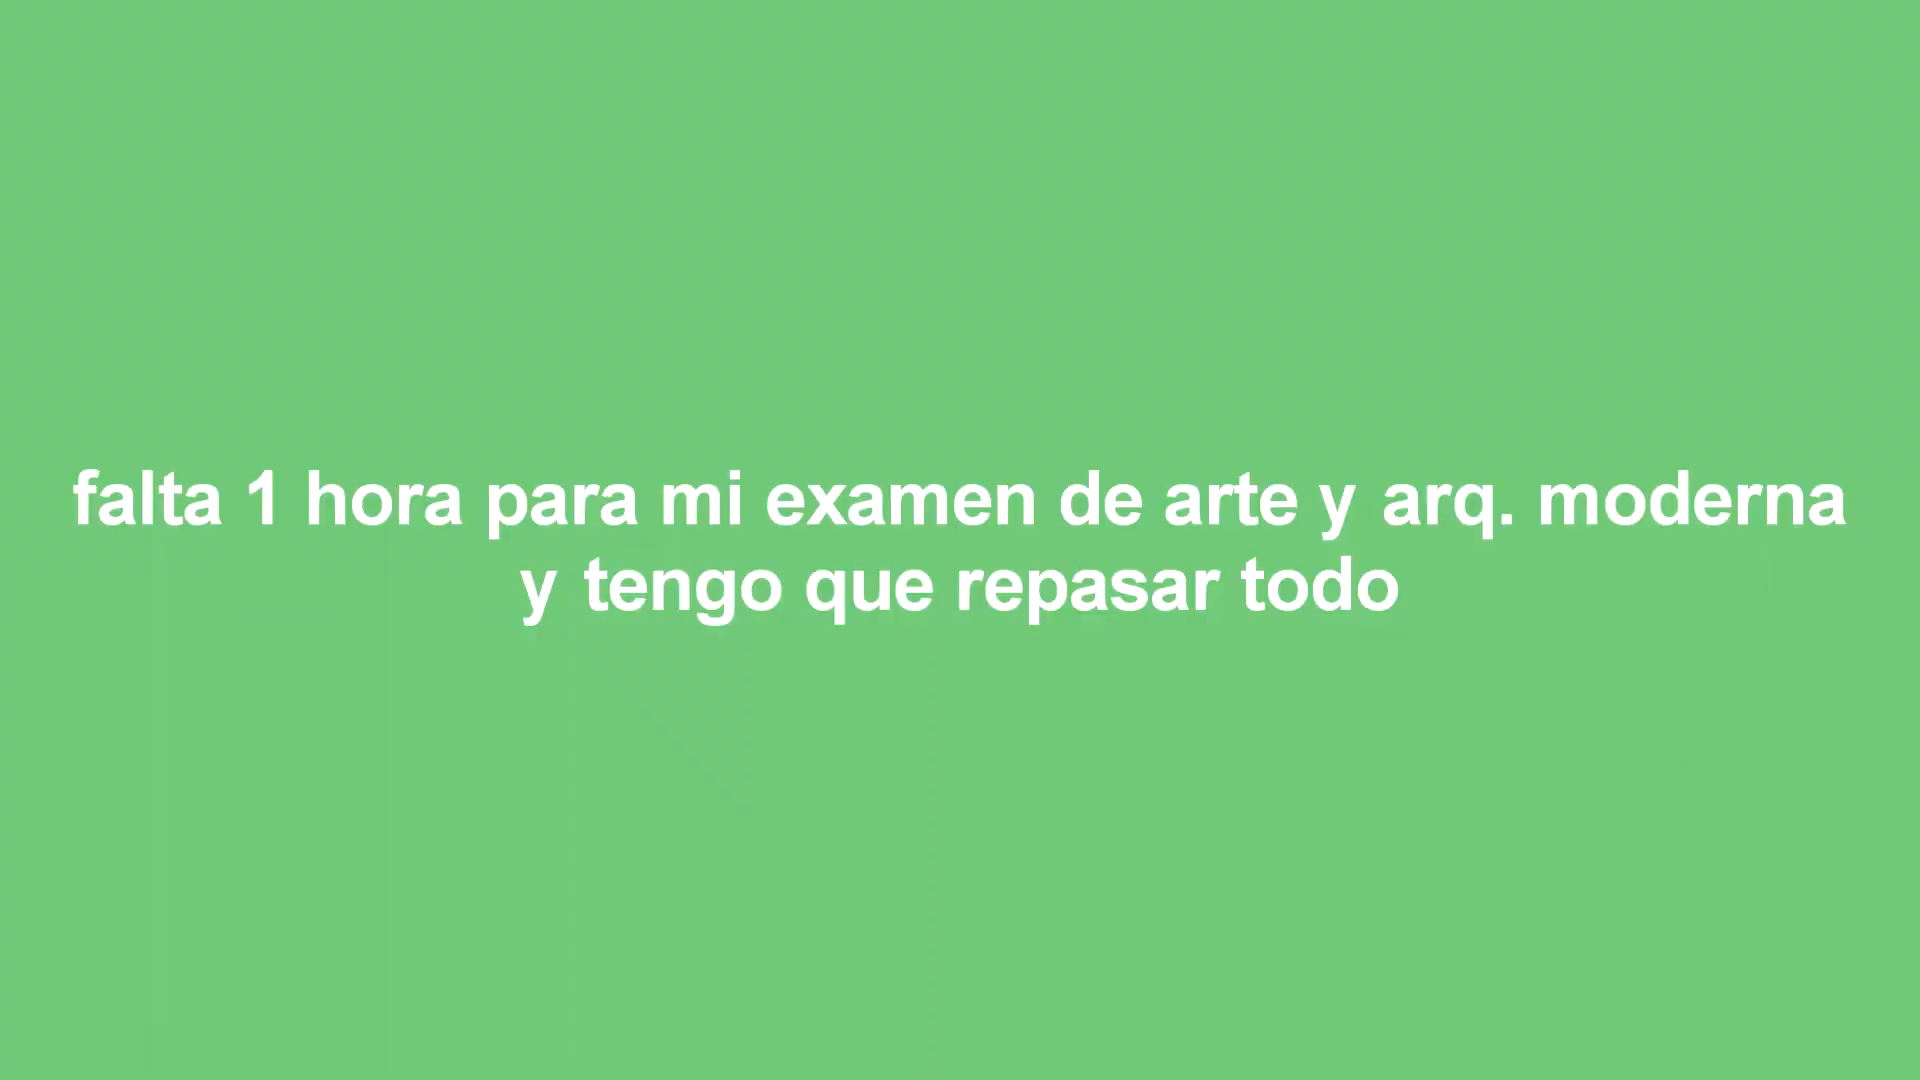 falta 1 hora para mi examen de arte y arq. moderna
y tengo que repasar todo